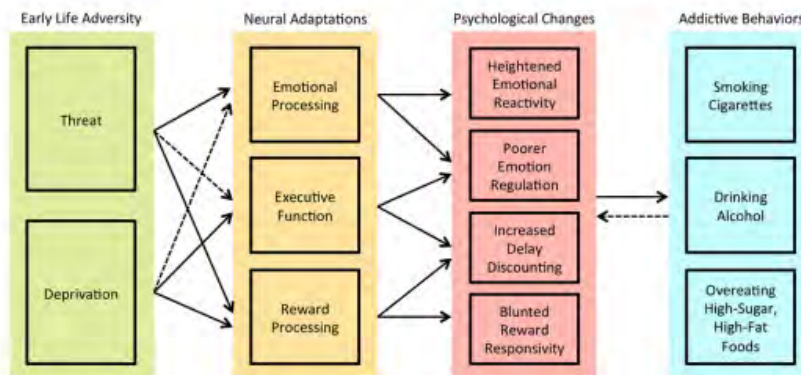 Early Life Adversity
Neural Adaptations
Psychological Changes
Addictive Behaviors
Threat
Deprivation
Emotional
Processing
Executive
Function
Reward
Processing
Heightened
Emotional
Reactivity
Poorer
Emotion
Regulation
Increased
Delay
Discounting
Blunted
Reward
Responsivity
Smoking
Cigarettes
Drinking
Alcohol
Overeating
High-Sugar,
High-Fat
Foods